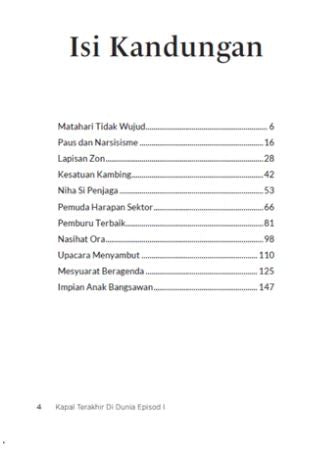 Isi Kandungan
Matahari Tidak Wujud.......................................................... 6
Paus dan Narsisisme ........................................................... 16
Lapisan Zon........................................................................... 28
Kesatuan Kambing............................................................... 42
Niha Si Penjaga .................................................................... 53
Pemuda Harapan Sektor..................................................... 66
Pemburu Terbaik.................................................................. 81
Nasihat Ora........................................................................... 98
Upacara Menyambut ........................................................ 110
Mesyuarat Beragenda ...................................................... 125
Impian Anak Bangsawan.................................................. 147
4 Kapal Terakhir Di Dunia Episod I